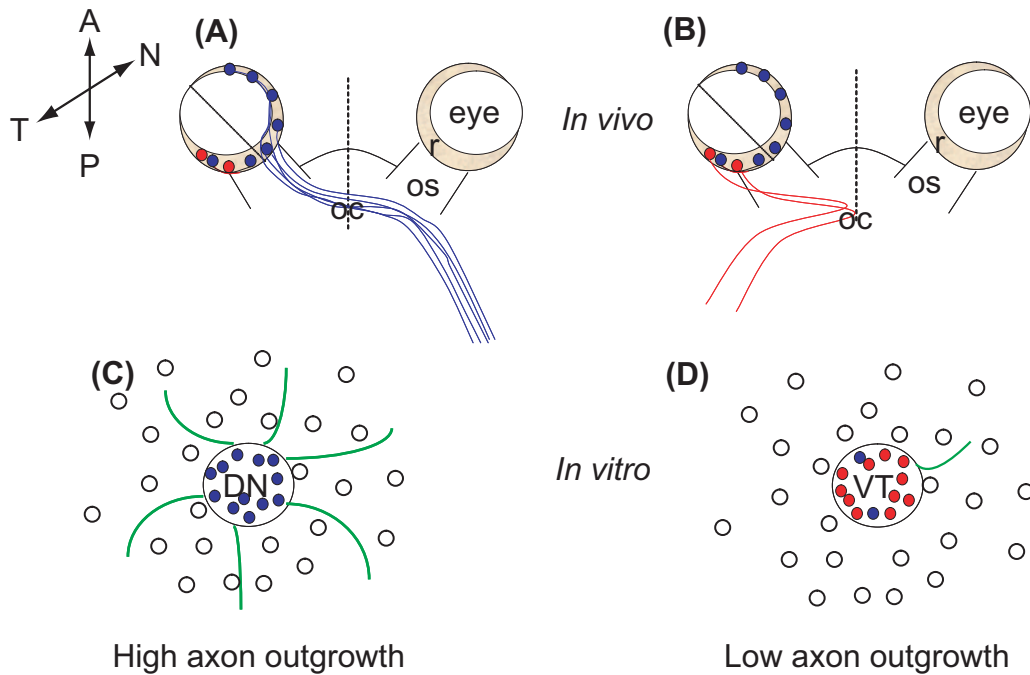 A
N
T
P
(A)
eye
r
os
oc
In vivo
(B)
eye
r
os
oc
(C)
DN
In vitro
(D)
VT
High axon outgrowth
Low axon outgrowth